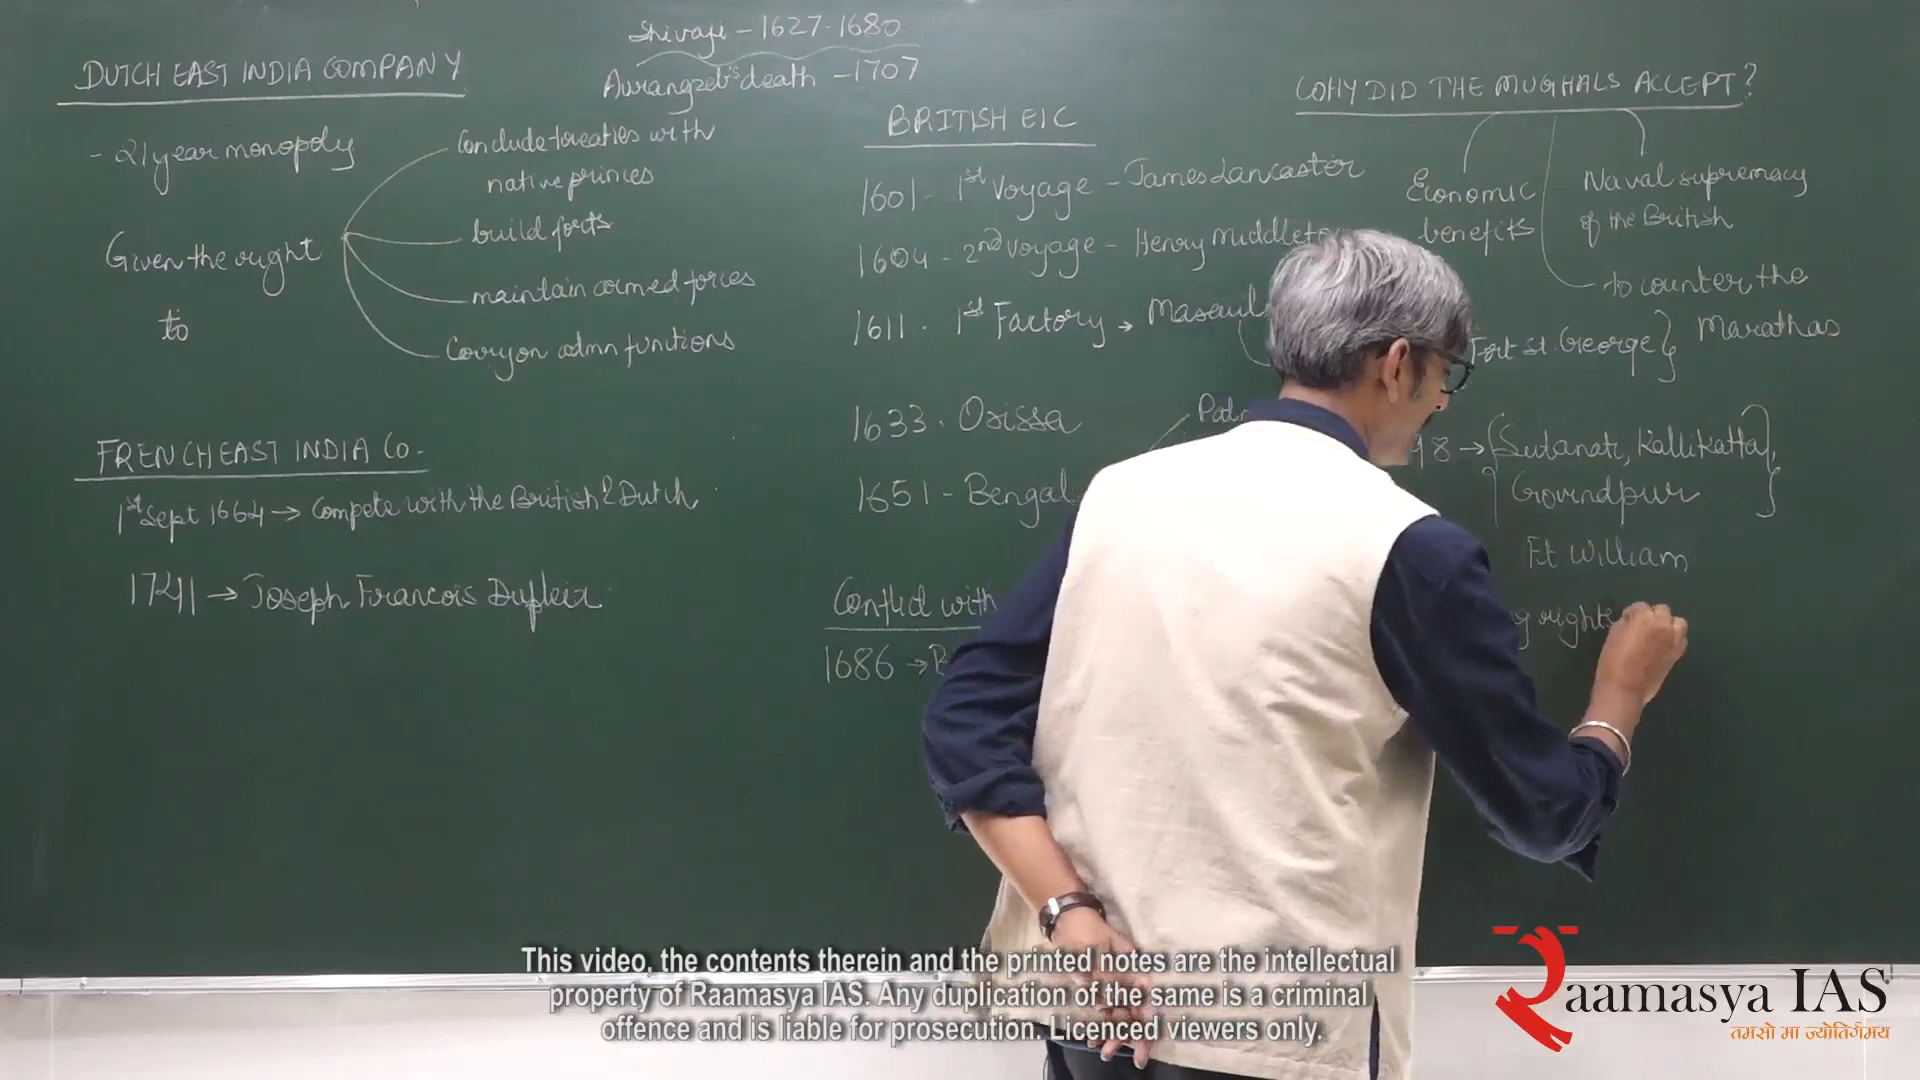 Shivaji - 1627-1680
Aurangzeb's death - 1707
DUTCH EAST INDIA COMPANY
- 21 year monopoly
Given the right
to
Conclude treaties with
native princes
build forts
maintain armed forces
Carry on admn functions
FRENCH EAST INDIA Co.
1st Sept 1664 → Compete with the British & Dutch
1741 → Joseph Francois Dupleix
BRITISH EIC
1601 - 1st Voyage - James Lancaster
1604 - 2nd Voyage - Henry Middleton
1611 - 1st Factory →
1633 - Orissa
1651 - Bengal
Conflict with
1686 →
WHY DID THE MUGHALS ACCEPT?
Economic
benefits
Naval supremacy
of the British
to counter the
Marathas
Fort St. George}
98 → {Sutanati, Kallikatta,
Govindpur}
Ft William
rights
This video, the contents therein and the printed notes are the intellectual
property of Raamasya IAS. Any duplication of the same is a criminal
offence and is liable for prosecution. Licenced viewers only.
Raamasya IAS
तमसो मा ज्योतिर्गमय